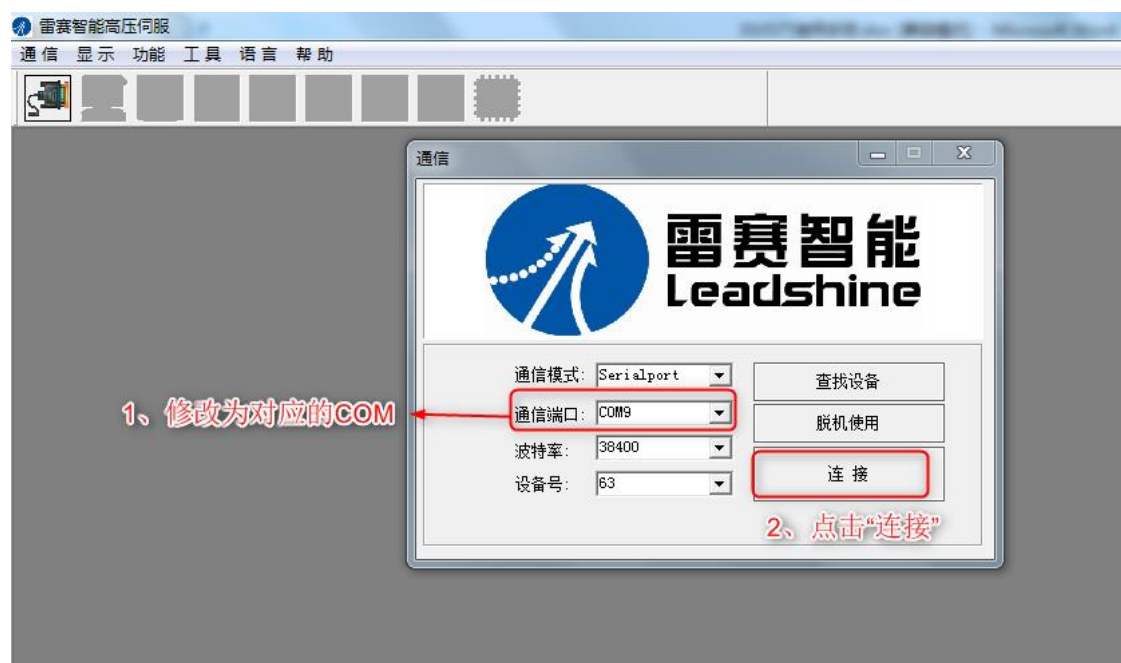 雷赛智能高压伺服
通信 显示 功能 工具 语言 帮助
通信
雷赛智能
Leadshine
通信模式: Serialport
查找设备
1、修改为对应的COM
通信端口: COM9
脱机使用
波特率: 38400
连接
设备号: 63
2、点击“连接”